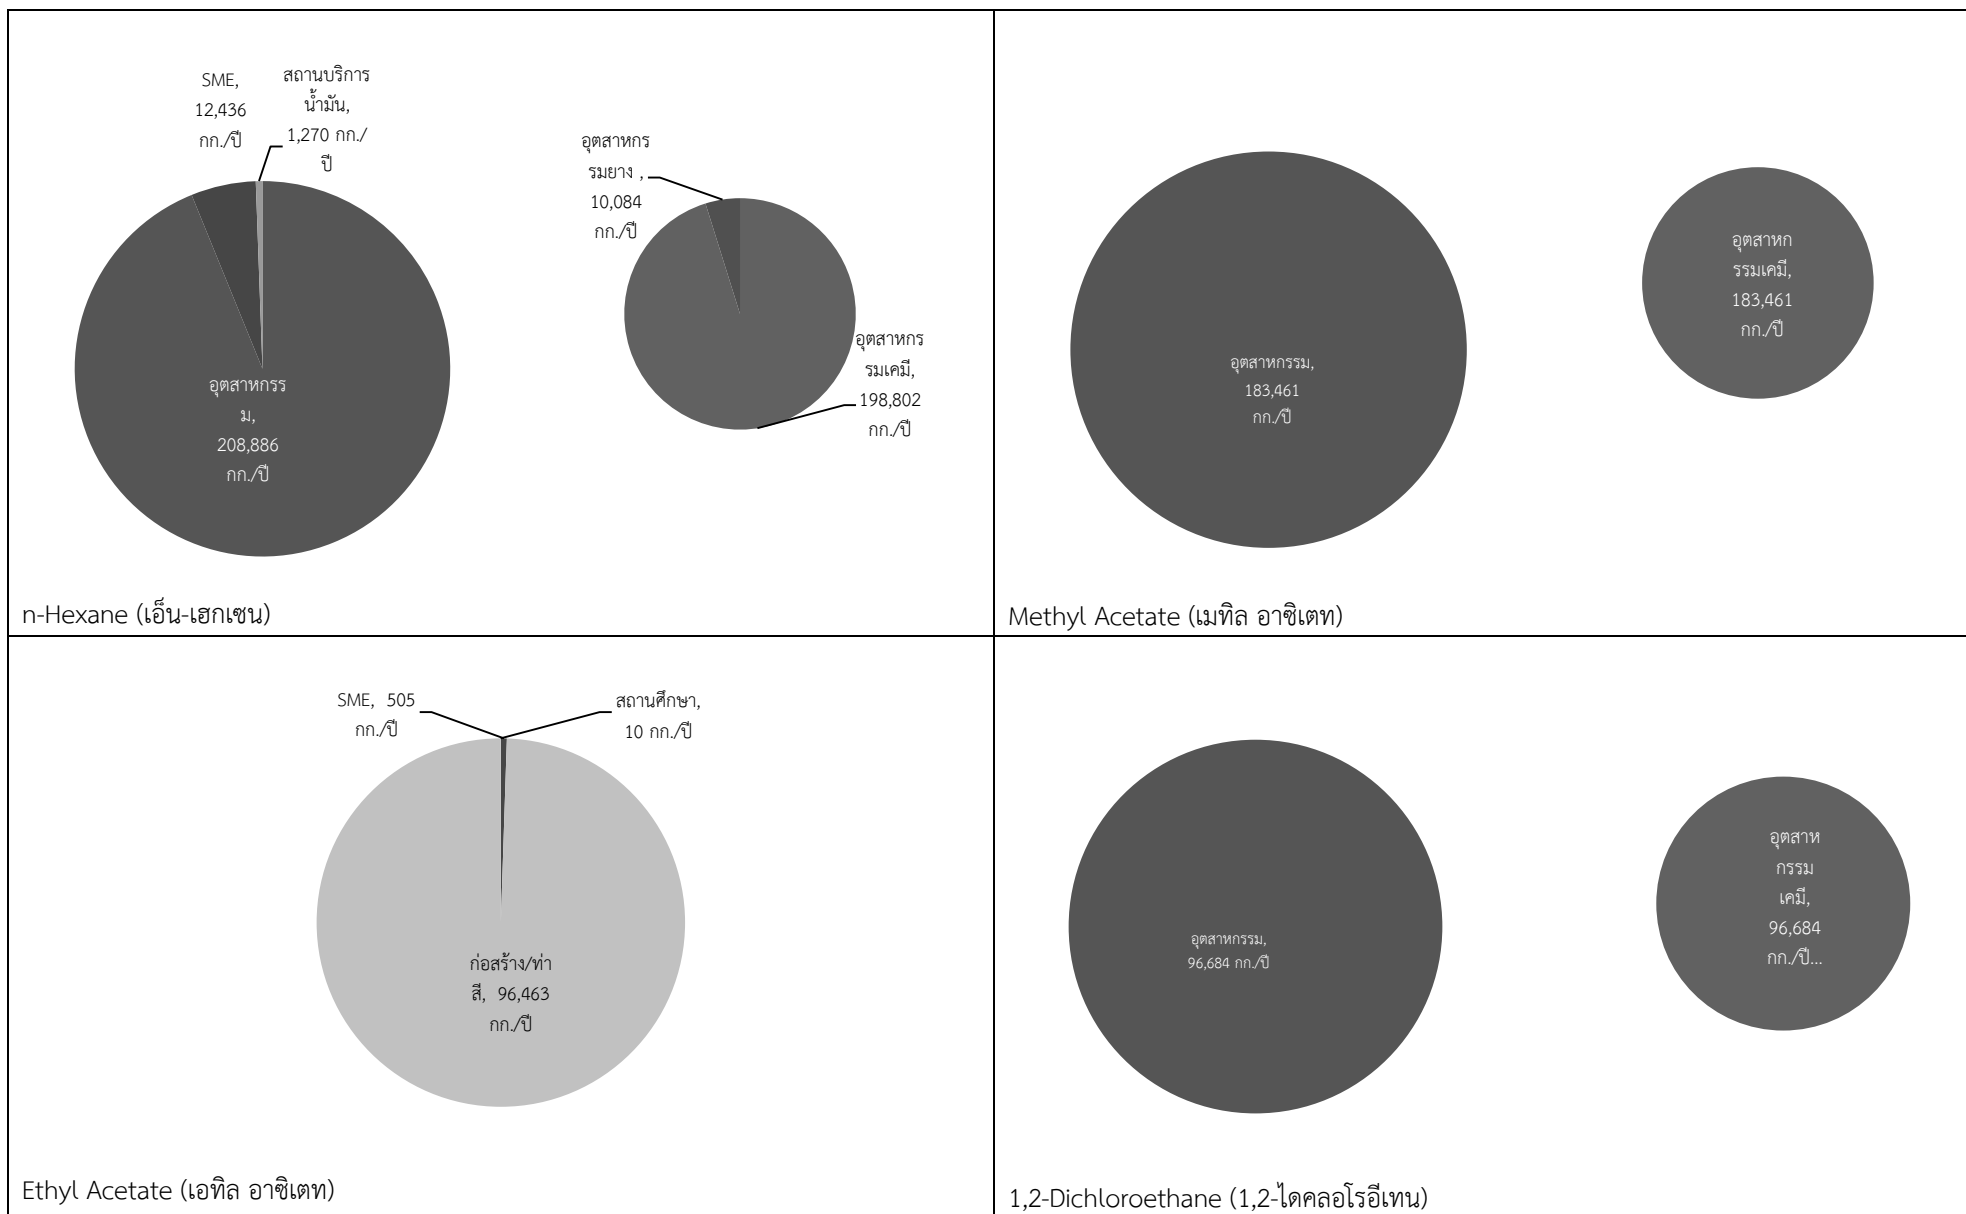 SME,
12,436
กก./ปี
สถานบริการ
น้ำมัน,
1,270 กก./
ปี
อุตสาหกรร
ม,
208,886
กก./ปี
อุตสาหกร
รมยาง ,
10,084
กก./ปี
อุตสาหกร
รมเคมี,
198,802
กก./ปี
n-Hexane (เอ็น-เฮกเซน)
อุตสาหกรรม,
183,461
กก./ปี
อุตสาหก
รรมเคมี,
183,461
กก./ปี
Methyl Acetate (เมทิล อาซิเตท)
SME, 505
กก./ปี
สถานศึกษา,
10 กก./ปี
ก่อสร้าง/ท่า
สี, 96,463
กก./ปี
Ethyl Acetate (เอทิล อาซิเตท)
อุตสาหกรรม,
96,684 กก./ปี
อุตสาห
กรรม
เคมี,
96,684
กก./ปี...
1,2-Dichloroethane (1,2-ไดคลอโรอีเทน)